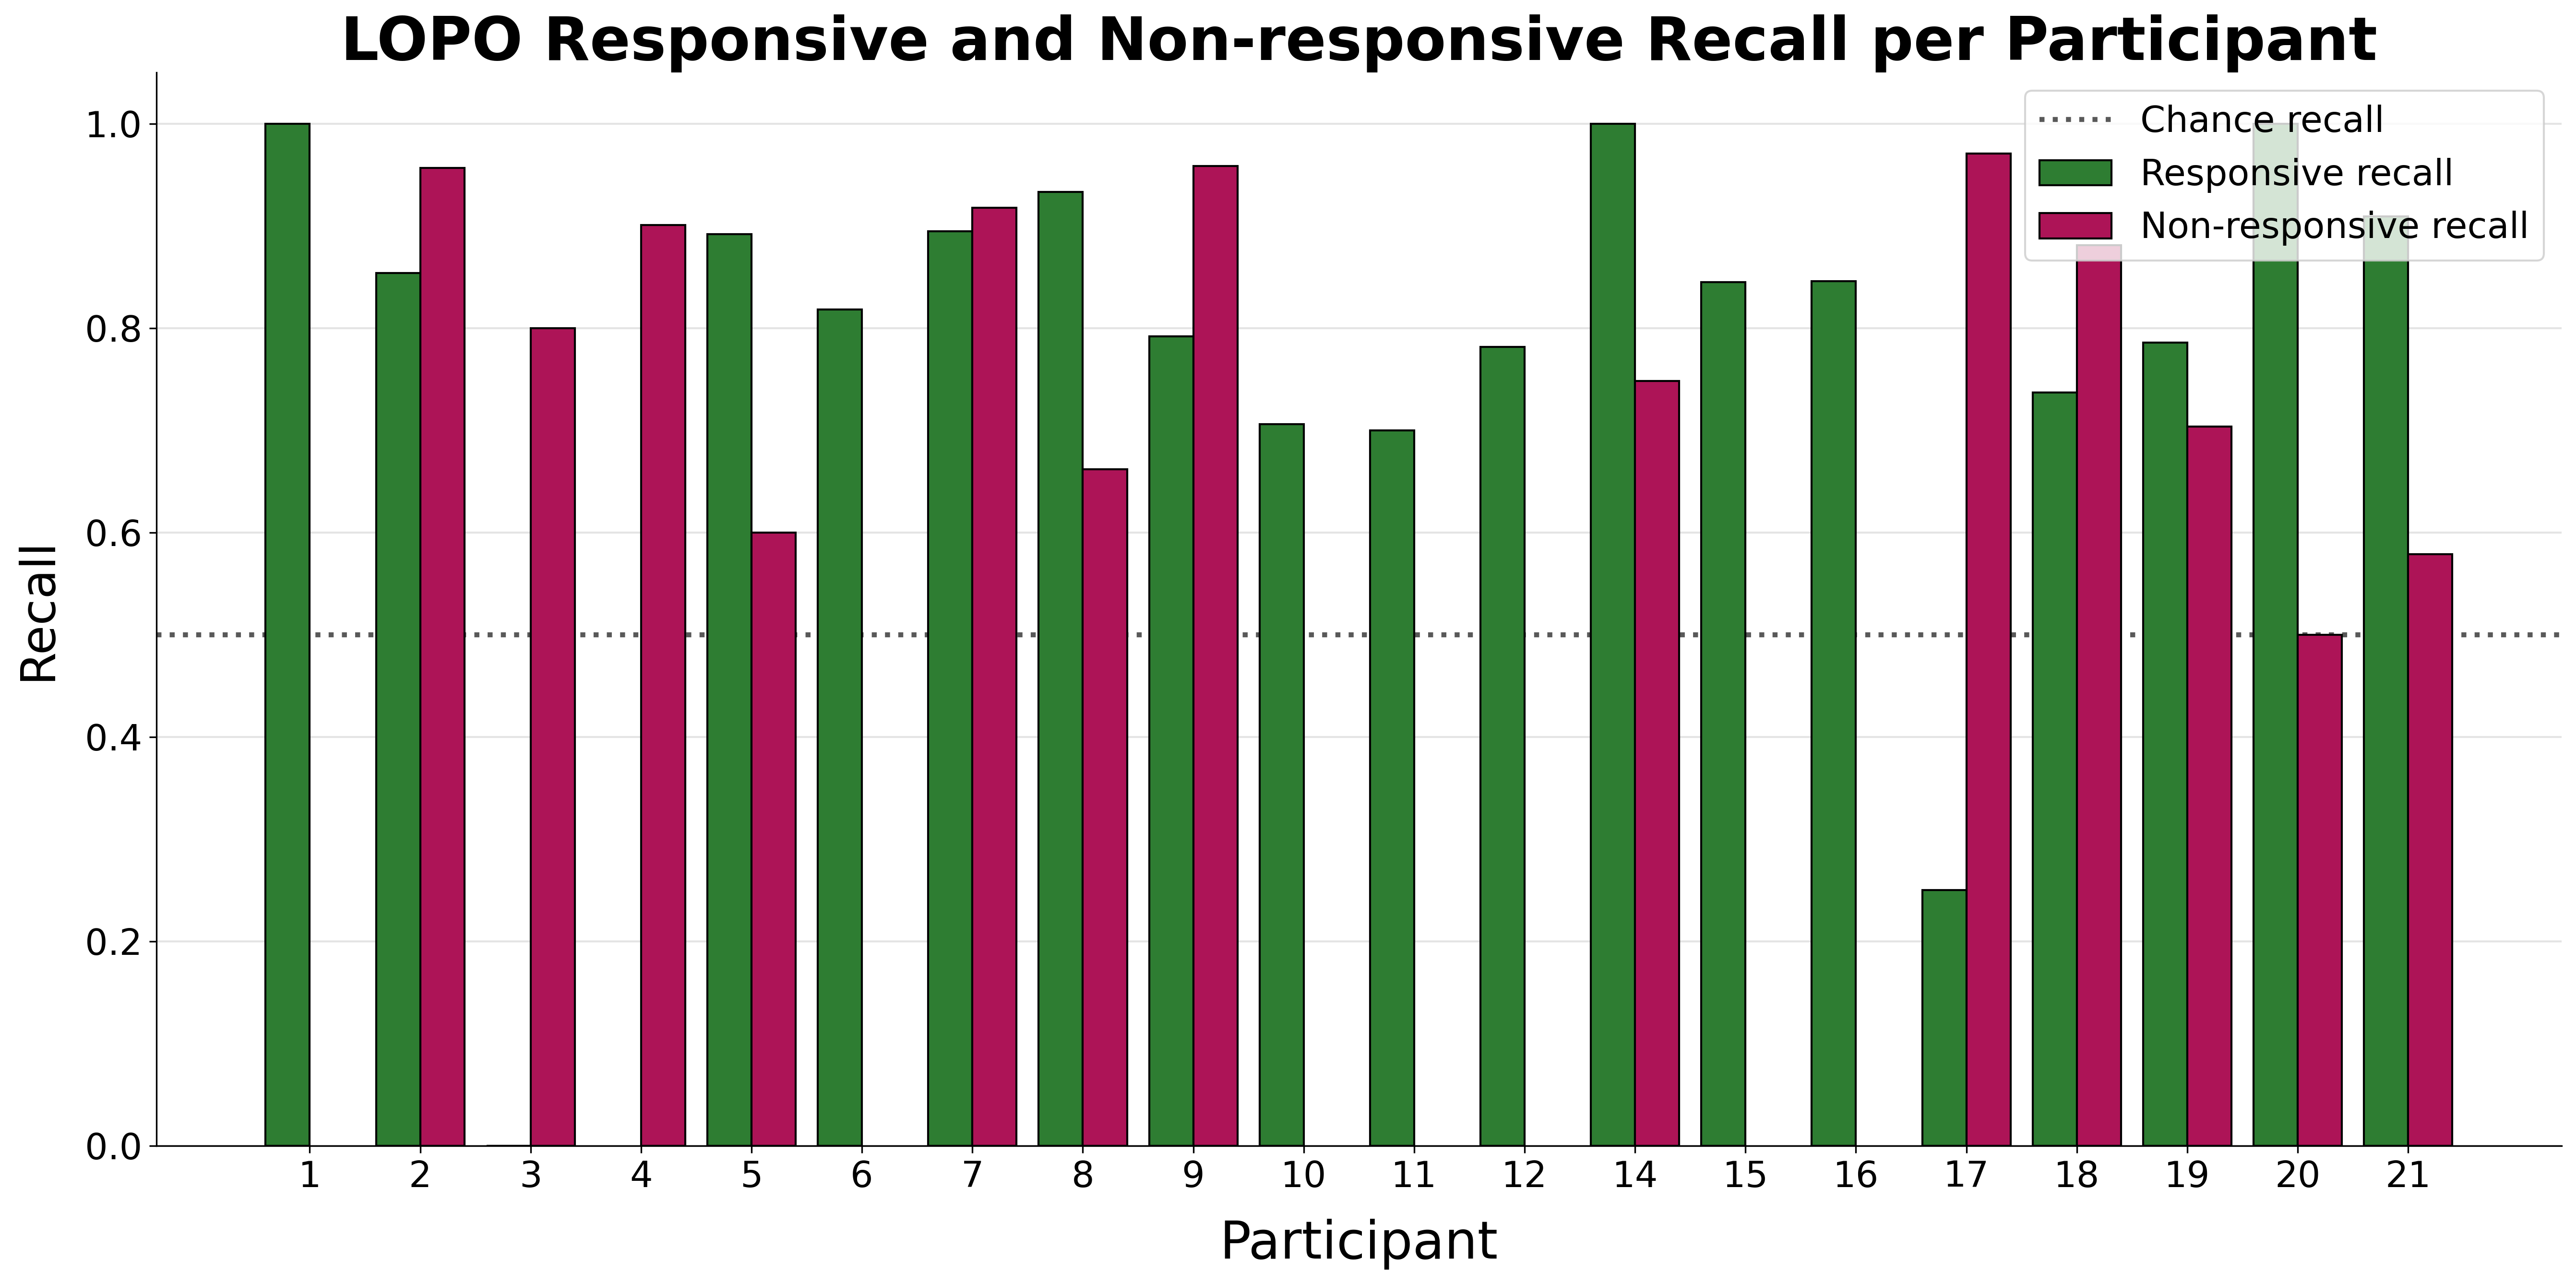 LOPO Responsive and Non-responsive Recall per Participant
Chance recall
Responsive recall
Non-responsive recall
1.0
0.8
0.6
0.4
0.2
0.0
Recall
1 2 3 4 5 6 7 8 9 10 11 12 14 15 16 17 18 19 20 21
Participant